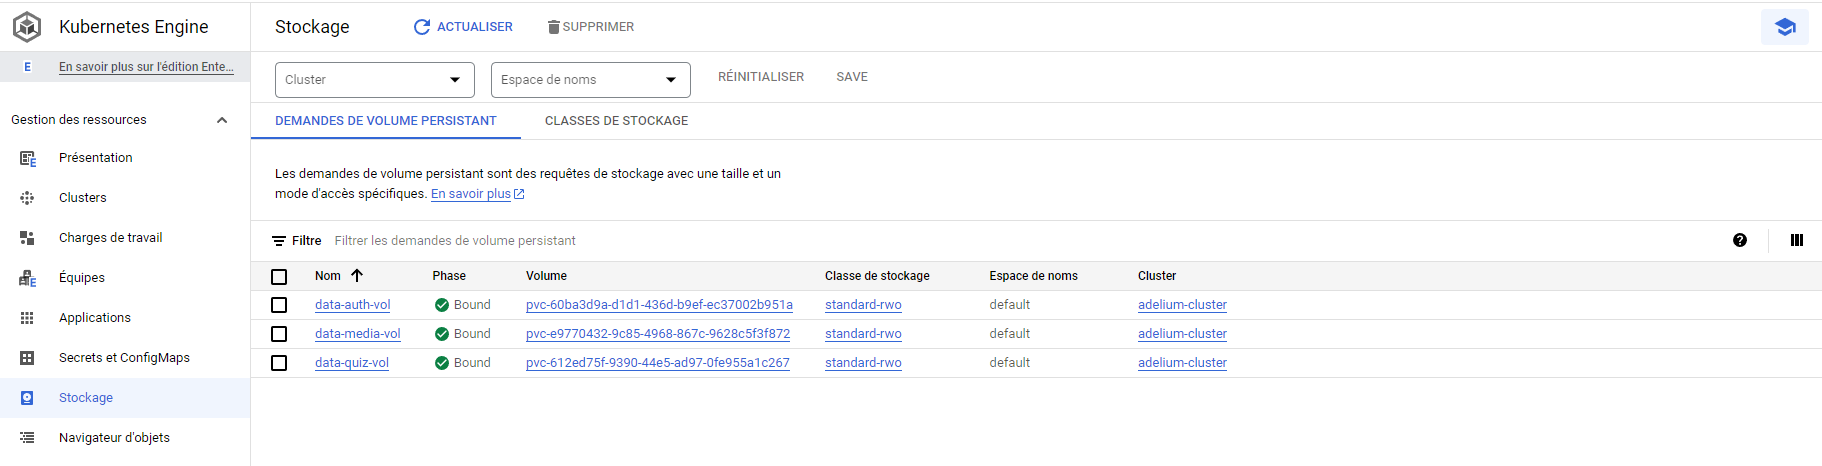 Kubernetes Engine
Stockage
ACTUALISER
SUPPRIMER
E
En savoir plus sur l'édition Ente...
Cluster
Espace de noms
RÉINITIALISER
SAVE
Gestion des ressources
DEMANDES DE VOLUME PERSISTANT
CLASSES DE STOCKAGE
E Présentation
Clusters
Charges de travail
E Équipes
Applications
Secrets et ConfigMaps
Stockage
Navigateur d'objets
Les demandes de volume persistant sont des requêtes de stockage avec une taille et un
mode d'accès spécifiques. En savoir plus
Filtre Filtrer les demandes de volume persistant
?
Nom Phase Volume Classe de stockage Espace de noms Cluster
data-auth-vol Bound pvc-60ba3d9a-d1d1-436d-b9ef-ec37002b951a standard-rwo default adelium-cluster
data-media-vol Bound pvc-e9770432-9c85-4968-867c-9628c5f3f872 standard-rwo default adelium-cluster
data-quiz-vol Bound pvc-612ed75f-9390-44e5-ad97-0fe955a1c267 standard-rwo default adelium-cluster